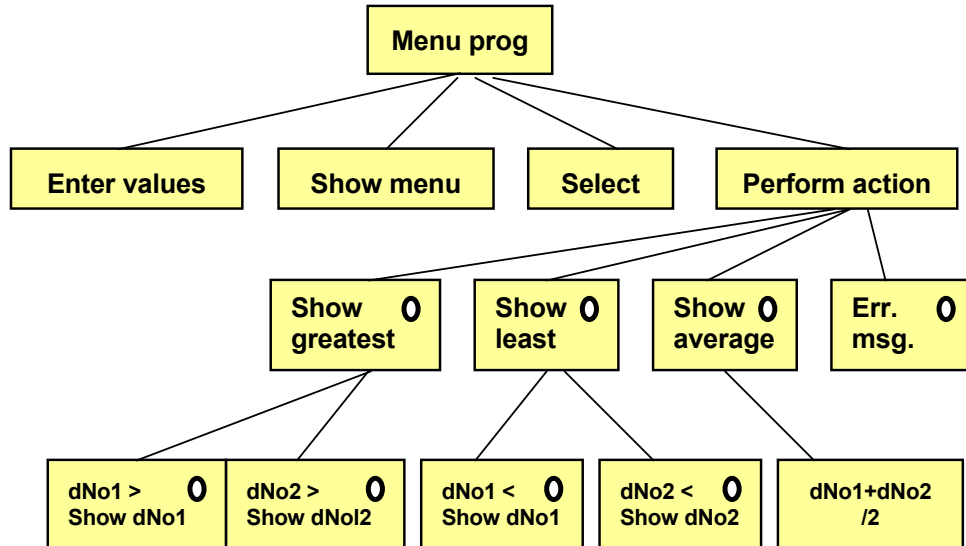 Menu prog
Enter values
Show menu
Select
Perform action
Show
greatest
Show
least
Show
average
Err.
msg.
dNo1 >
Show dNo1
dNo2 >
Show dNol2
dNo1 <
Show dNo1
dNo2 <
Show dNo2
dNo1+dNo2
/2